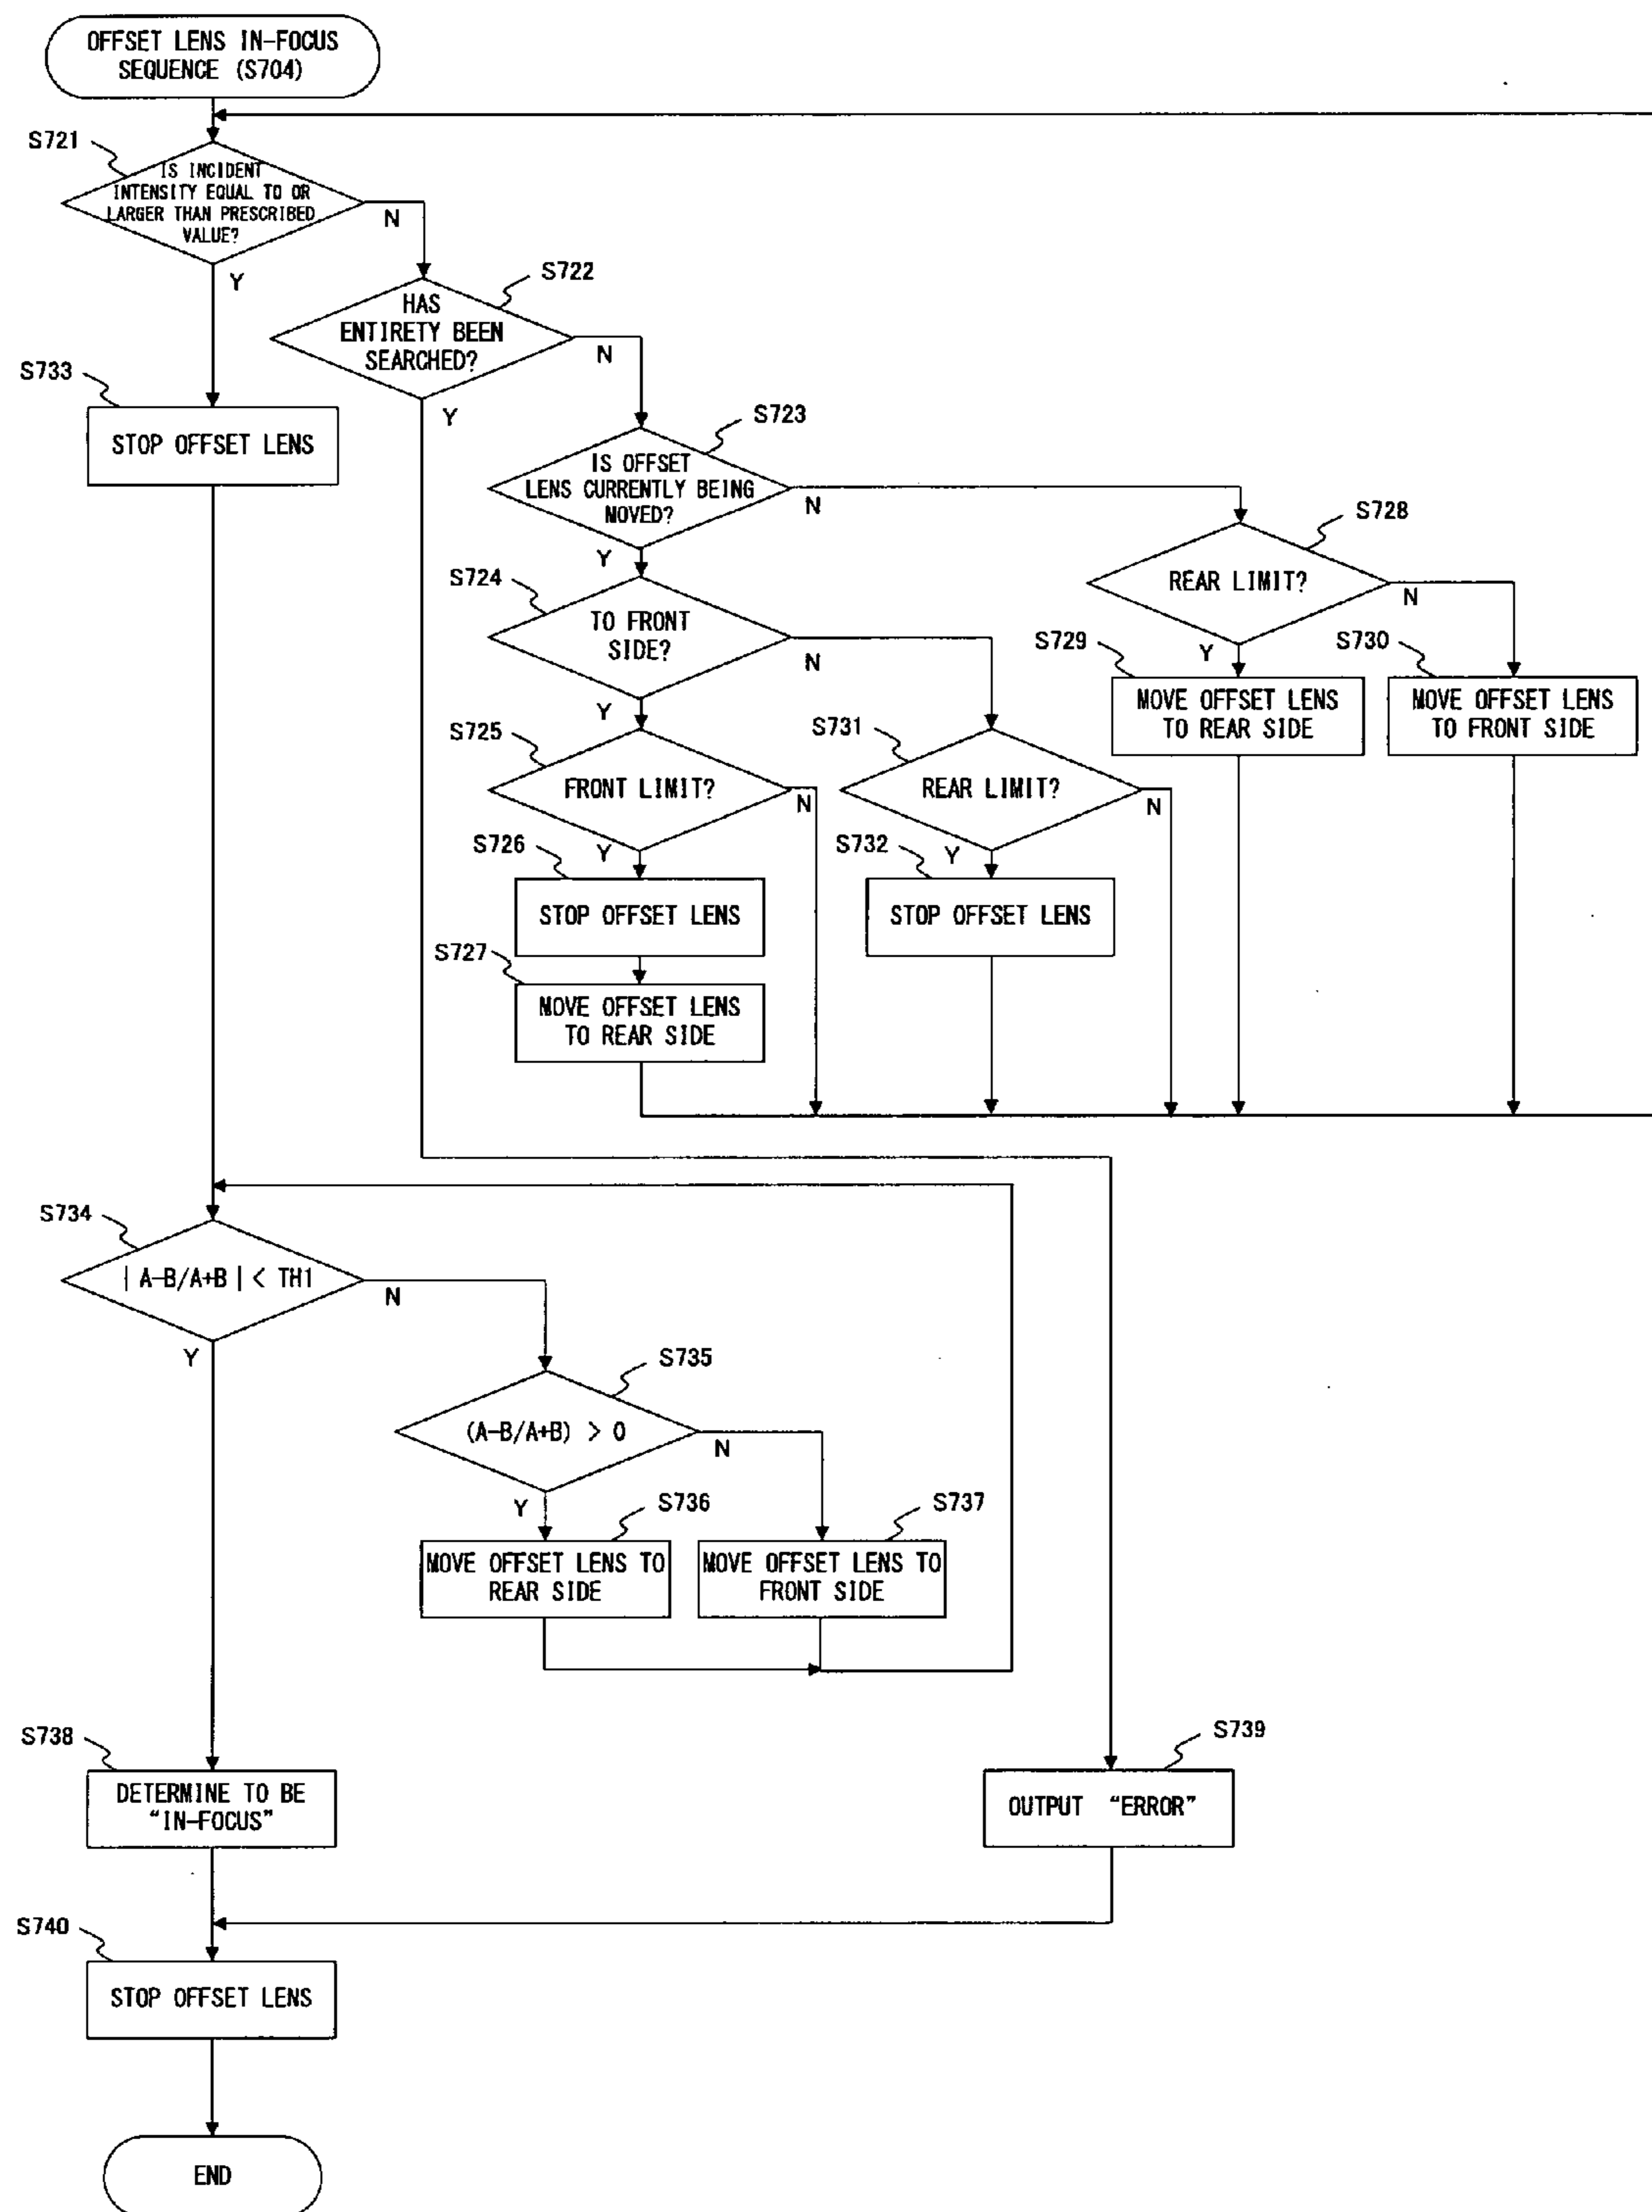 OFFSET LENS IN-FOCUS
SEQUENCE (S704)
S721
IS INCIDENT
INTENSITY EQUAL TO OR
LARGER THAN PRESCRIBED
VALUE?
N
Y
S722
HAS
ENTIRETY BEEN
SEARCHED?
N
Y
S733
STOP OFFSET LENS
S723
IS OFFSET
LENS CURRENTLY BEING
MOVED?
N
Y
S728
REAR LIMIT?
N
Y
S724
TO FRONT
SIDE?
N
Y
S729
MOVE OFFSET LENS
TO REAR SIDE
S730
MOVE OFFSET LENS
TO FRONT SIDE
S725
FRONT LIMIT?
N
Y
S731
REAR LIMIT?
N
Y
S726
STOP OFFSET LENS
S732
STOP OFFSET LENS
S727
MOVE OFFSET LENS
TO REAR SIDE
S734
| A-B/A+B | < TH1
N
Y
S735
(A-B/A+B) > 0
N
Y
S736
MOVE OFFSET LENS TO
REAR SIDE
S737
MOVE OFFSET LENS TO
FRONT SIDE
S738
DETERMINE TO BE
“IN-FOCUS”
S739
OUTPUT “ERROR”
S740
STOP OFFSET LENS
END